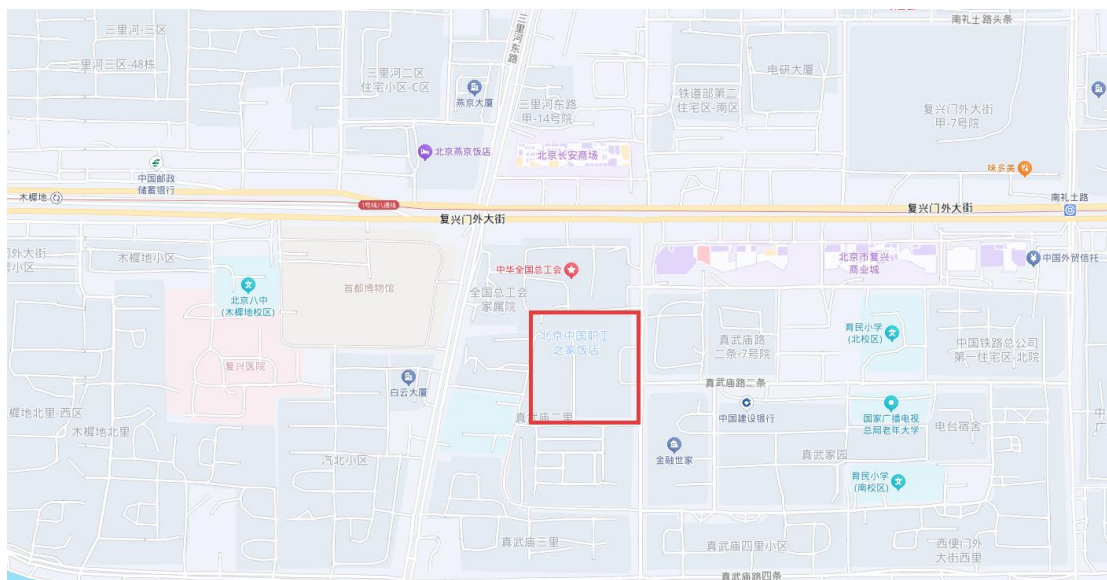 南礼士路头条
三里河-三区
三里河东路
三里河三区-48栋
三里河二区
住宅小区-C区
燕京大厦
三里河东路
甲-14号院
电研大厦
铁道部第二
住宅区-南区
复兴门外大街
甲-7号院
北京燕京饭店
北京长安商场
味多美
中国邮政
储蓄银行
木樨地
1号线八通线
南礼士路
复兴门外大街
复兴门外大街
门外大街
号小区
木樨地小区
中华全国总工会
北京市复兴
商业城
中国外贸信托
北京八中
(木樨地校区)
首都博物馆
全国总工会
家属院
北京中国职工
之家饭店
真武庙路
二条-7号院
育民小学
(北校区)
中国铁路总公司
第一住宅区-北院
复兴医院
白云大厦
真武庙路二条
樨地北里-西区
木樨地北里
真武庙二里
中国建设银行
国家广播电视
总局老年大学
电台宿舍
中
广
汽北小区
金融世家
真武家园
育民小学
(南校区)
真武庙三里
真武庙四里小区
西便门外
大街西里
真武庙路四条